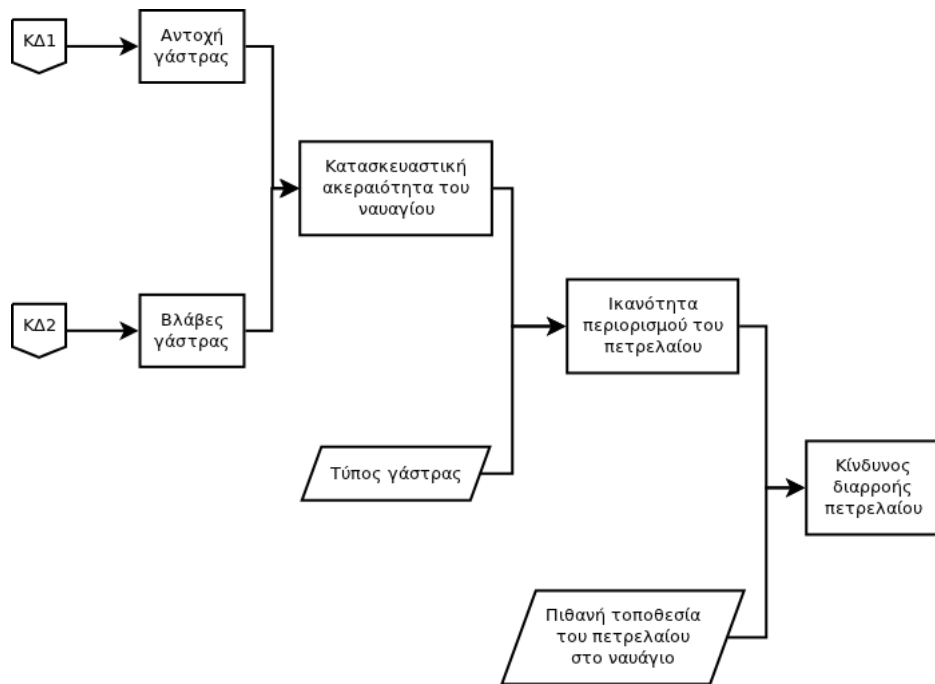 ΚΔ1
Αντοχή
γάστρας
Κατασκευαστική
ακεραιότητα του
ναυαγίου
ΚΔ2
Βλάβες
γάστρας
Ικανότητα
περιορισμού του
πετρελαίου
Τύπος γάστρας
Κίνδυνος
διαρροής
πετρελαίου
Πιθανή τοποθεσία
του πετρελαίου
στο ναυάγιο